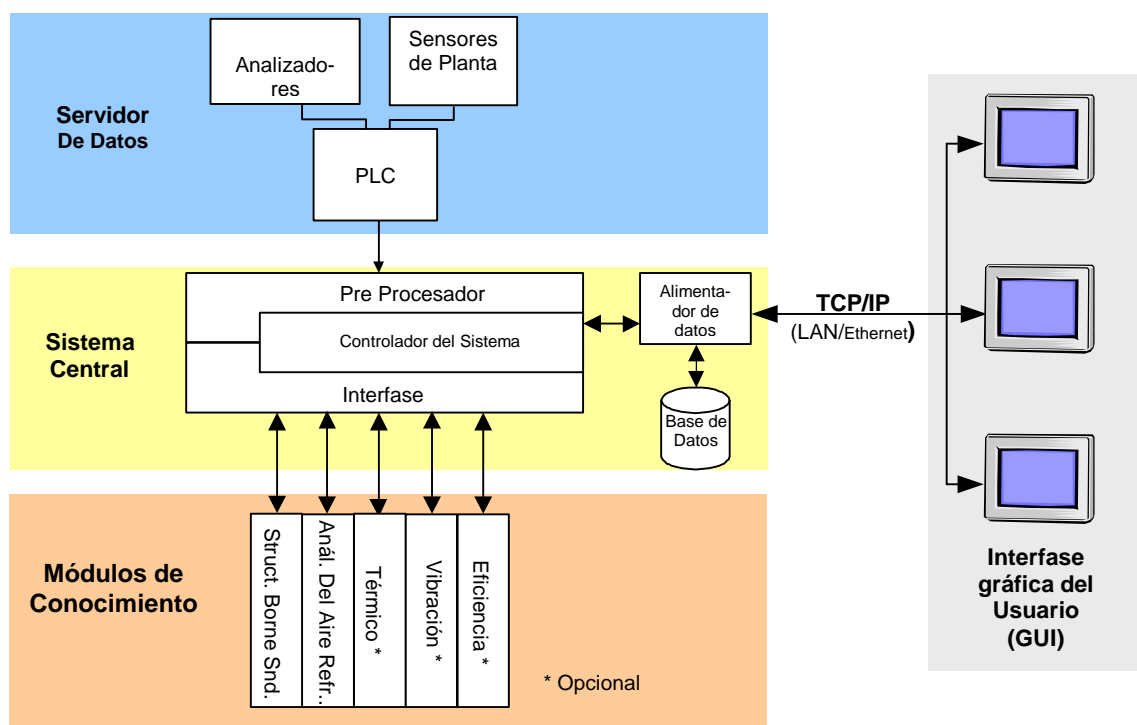 Servidor
De Datos
Analizado-
res
Sensores
de Planta
PLC
Sistema
Central
Pre Procesador
Controlador del Sistema
Interfase
Alimenta-
dor de
datos
Base de
Datos
TCP/IP
(LAN/Ethernet)
Módulos de
Conocimiento
Struct. Borne Snd.
Anál. Del Aire Refr..
Térmico *
Vibración *
Eficiencia *
* Opcional
Interfase
gráfica del
Usuario
(GUI)